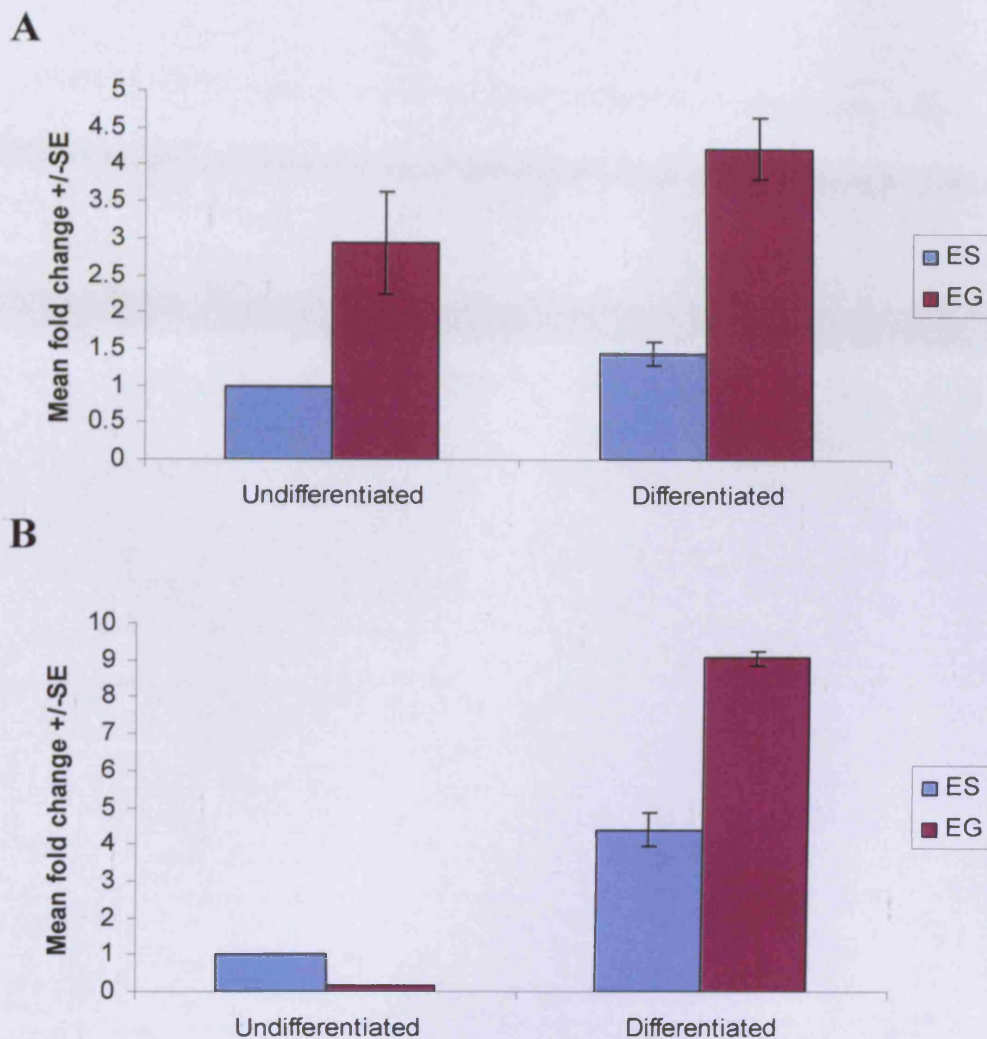 A
Mean fold change +/-SE
5
4.5
4
3.5
3
2.5
2
1.5
1
0.5
0
Undifferentiated
Differentiated
ES
EG
B
Mean fold change +/-SE
10
9
8
7
6
5
4
3
2
1
0
Undifferentiated
Differentiated
ES
EG